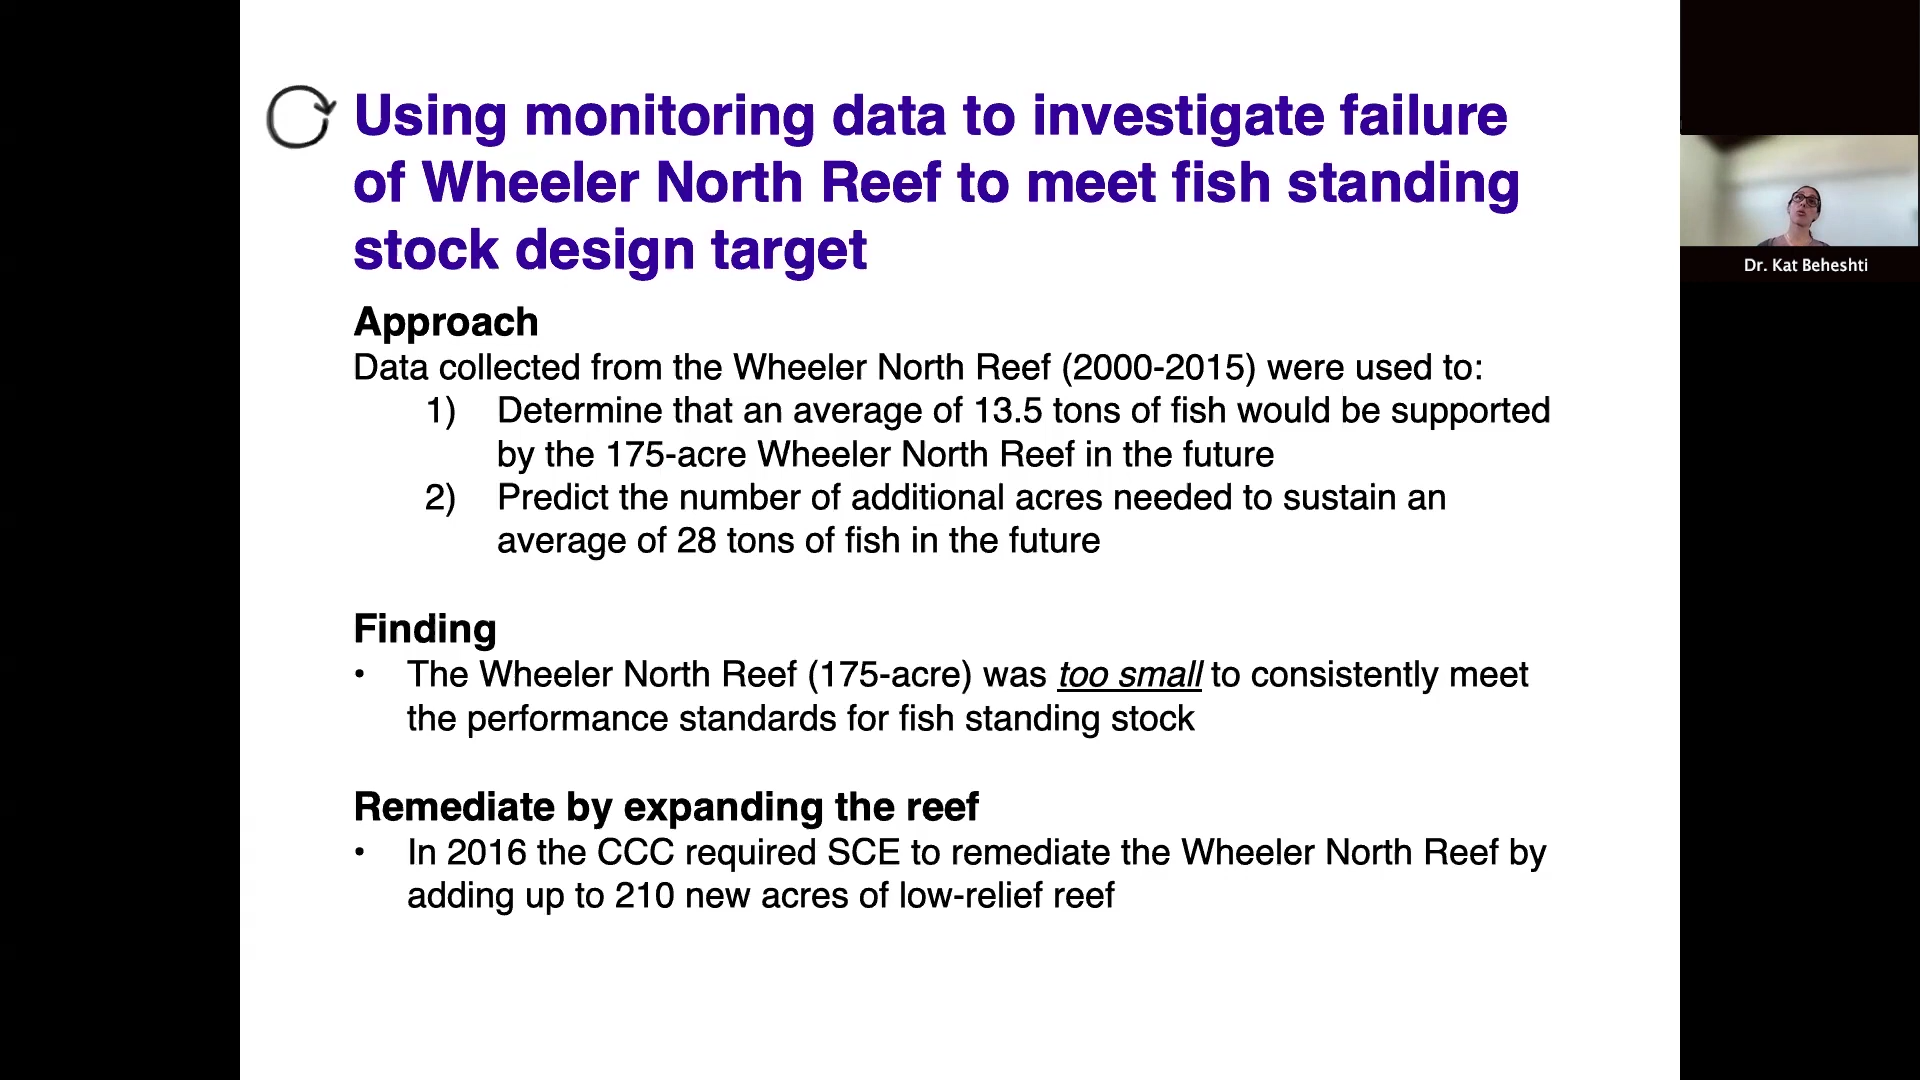 Using monitoring data to investigate failure
of Wheeler North Reef to meet fish standing
stock design target
Approach
Data collected from the Wheeler North Reef (2000-2015) were used to:
1) Determine that an average of 13.5 tons of fish would be supported
by the 175-acre Wheeler North Reef in the future
2) Predict the number of additional acres needed to sustain an
average of 28 tons of fish in the future
Finding
• The Wheeler North Reef (175-acre) was too small to consistently meet
the performance standards for fish standing stock
Remediate by expanding the reef
• In 2016 the CCC required SCE to remediate the Wheeler North Reef by
adding up to 210 new acres of low-relief reef
Dr. Kat Beheshti